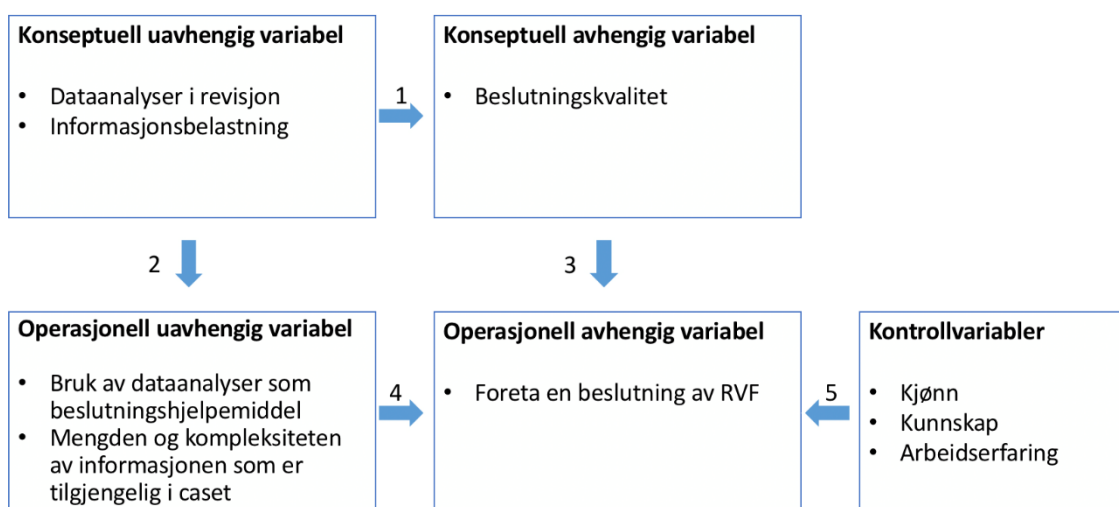 Konseptuell uavhengig variabel
• Dataanalyser i revisjon
• Informasjonsbelastning
1
Konseptuell avhengig variabel
• Beslutningskvalitet
2
3
Operasjonell uavhengig variabel
• Bruk av dataanalyser som
beslutningshjelpemiddel
• Mengden og kompleksiteten
av informasjonen som er
tilgjengelig i caset
4
Operasjonell avhengig variabel
• Foreta en beslutning av RVF
5
Kontrollvariabler
• Kjønn
• Kunnskap
• Arbeidserfaring